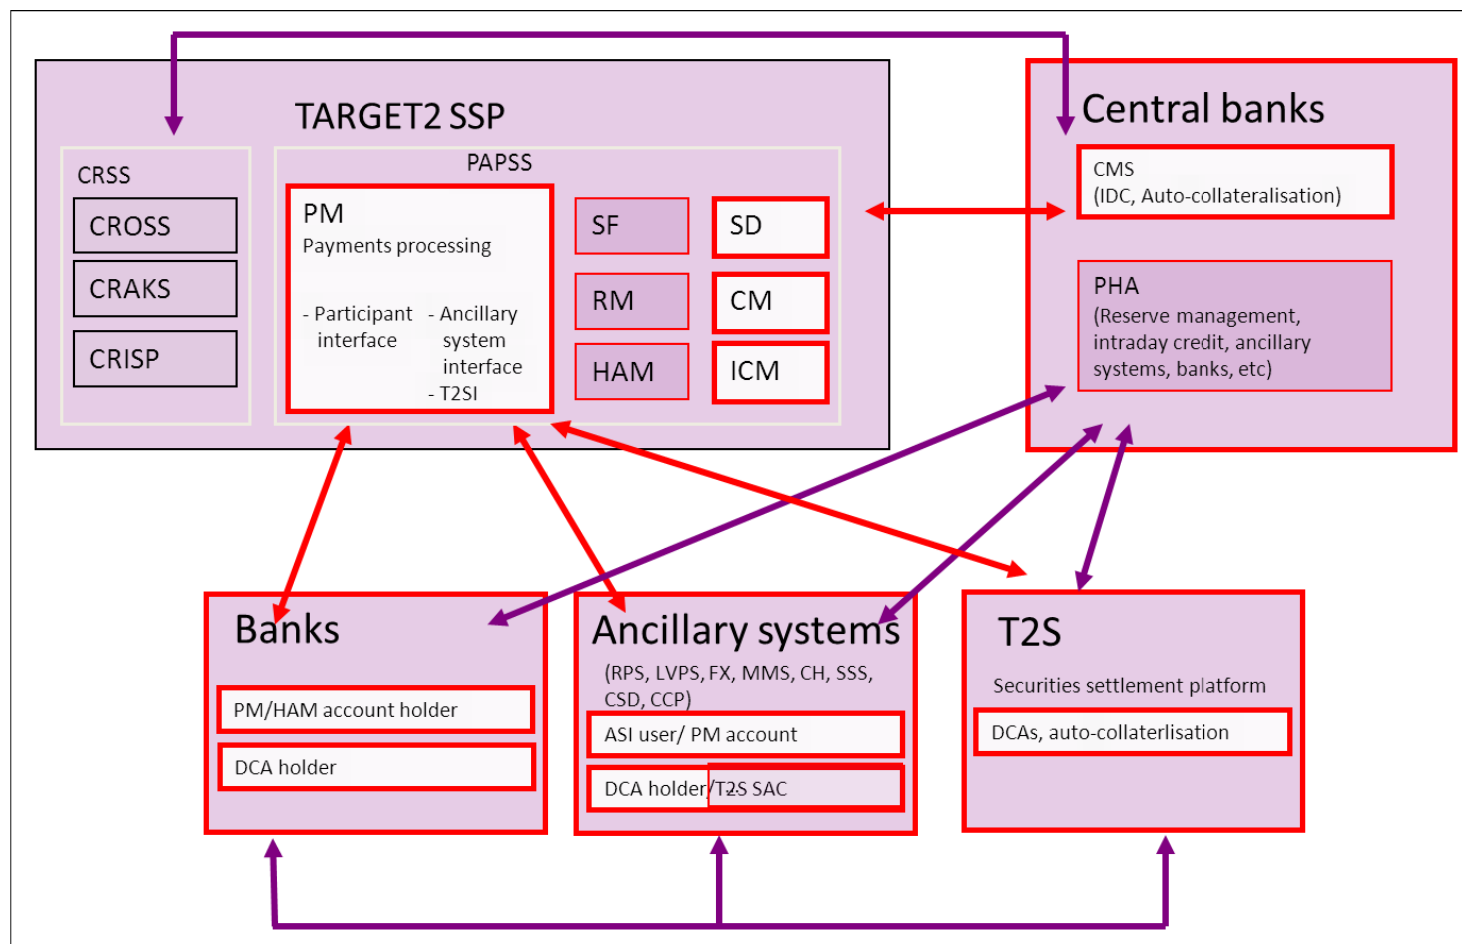 TARGET2 SSP
CRSS
CROSS
CRAKS
CRISP
PAPSS
PM
Payments processing
- Participant
interface
- Ancillary
system
interface
- T2SI
SF
RM
HAM
SD
CM
ICM
Central banks
CMS
(IDC, Auto-collateralisation)
PHA
(Reserve management,
intraday credit, ancillary
systems, banks, etc)
Banks
PM/HAM account holder
DCA holder
Ancillary systems
(RPS, LVPS, FX, MMS, CH, SSS,
CSD, CCP)
ASI user/ PM account
DCA holder/T2S SAC
T2S
Securities settlement platform
DCAs, auto-collaterlisation